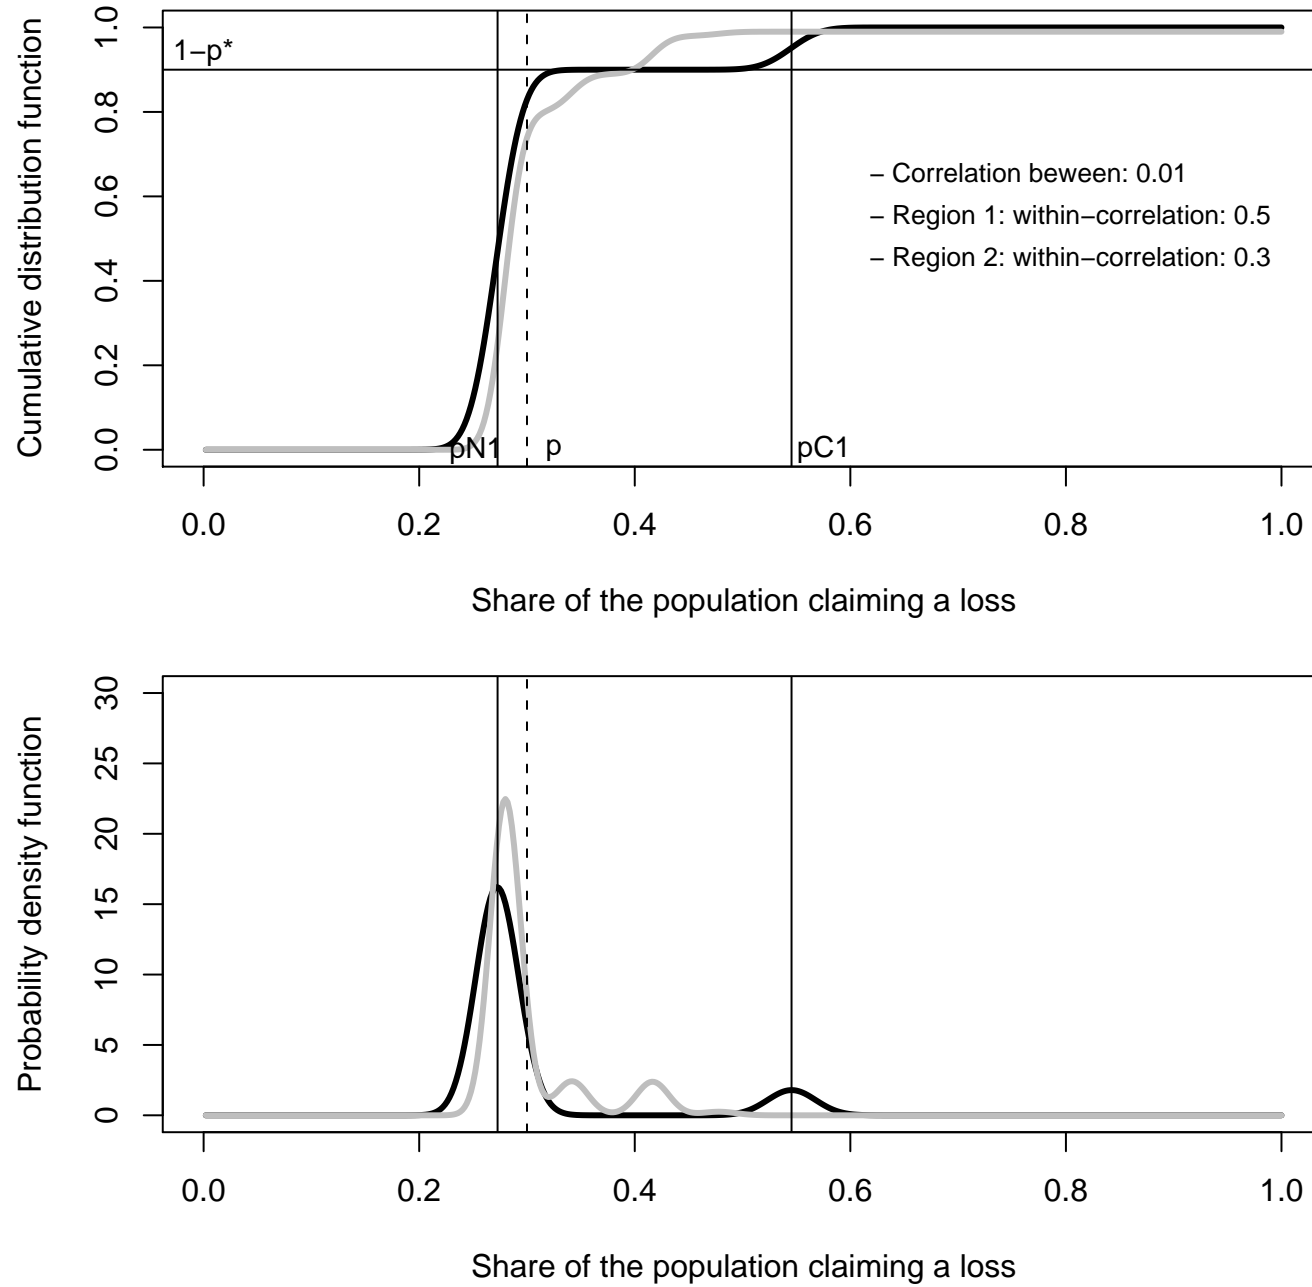 Cumulative distribution function
0.0 0.2 0.4 0.6 0.8 1.0
1−p*
− Correlation beween: 0.01
− Region 1: within−correlation: 0.5
− Region 2: within−correlation: 0.3
pN1 p pC1
0.0 0.2 0.4 0.6 0.8 1.0
Share of the population claiming a loss
Probability density function
0 5 10 15 20 25 30
0.0 0.2 0.4 0.6 0.8 1.0
Share of the population claiming a loss